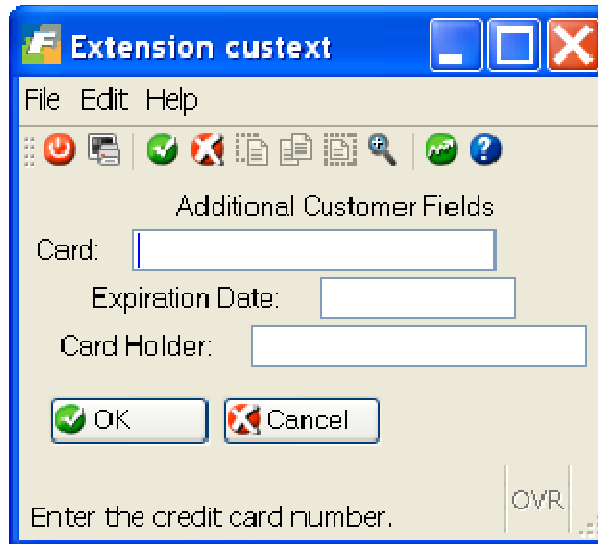 Extension custext
File Edit Help
Additional Customer Fields
Card:
Expiration Date:
Card Holder:
OK Cancel
Enter the credit card number. OVR